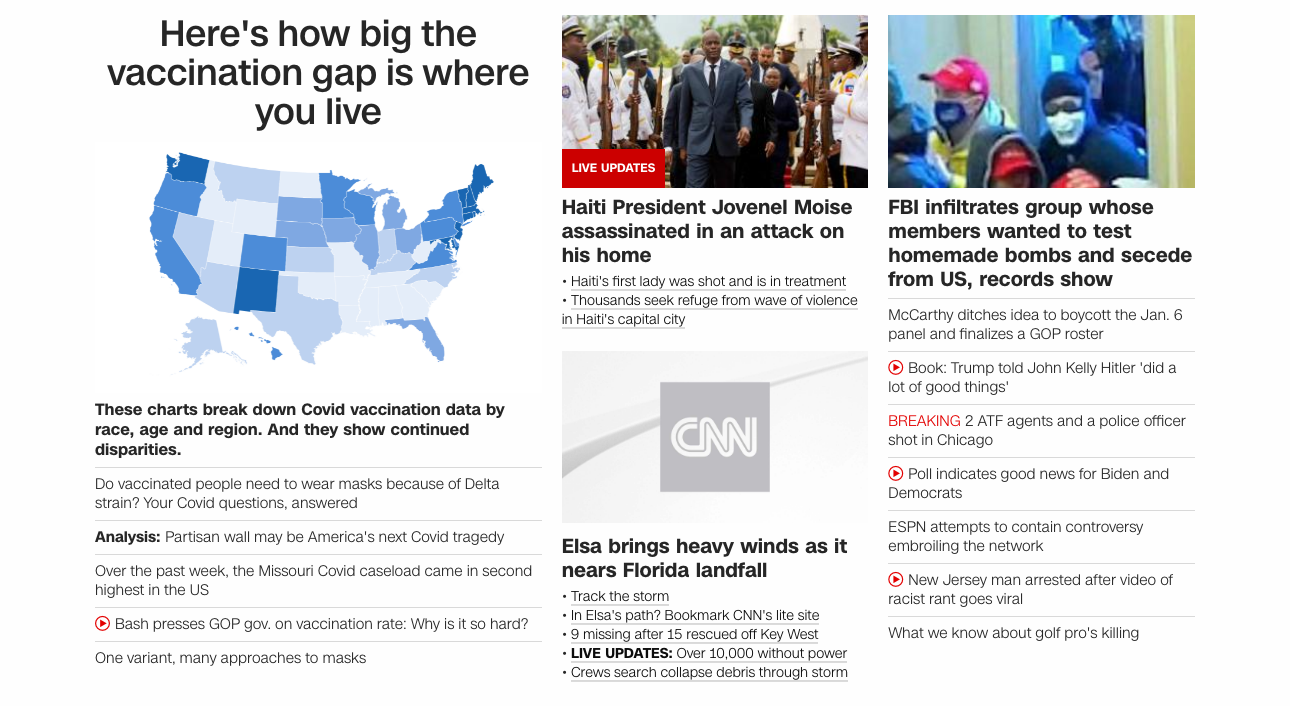 Here's how big the
vaccination gap is where
you live
These charts break down Covid vaccination data by
race, age and region. And they show continued
disparities.
Do vaccinated people need to wear masks because of Delta
strain? Your Covid questions, answered
Analysis: Partisan wall may be America's next Covid tragedy
Over the past week, the Missouri Covid caseload came in second
highest in the US
Bash presses GOP gov. on vaccination rate: Why is it so hard?
One variant, many approaches to masks
LIVE UPDATES
Haiti President Jovenel Moise
assassinated in an attack on
his home
• Haiti's first lady was shot and is in treatment
• Thousands seek refuge from wave of violence
in Haiti's capital city
CNN
Elsa brings heavy winds as it
nears Florida landfall
• Track the storm
• In Elsa's path? Bookmark CNN's lite site
• 9 missing after 15 rescued off Key West
• LIVE UPDATES: Over 10,000 without power
• Crews search collapse debris through storm
FBI infiltrates group whose
members wanted to test
homemade bombs and secede
from US, records show
McCarthy ditches idea to boycott the Jan. 6
panel and finalizes a GOP roster
Book: Trump told John Kelly Hitler 'did a
lot of good things'
BREAKING 2 ATF agents and a police officer
shot in Chicago
Poll indicates good news for Biden and
Democrats
ESPN attempts to contain controversy
embroiling the network
New Jersey man arrested after video of
racist rant goes viral
What we know about golf pro's killing